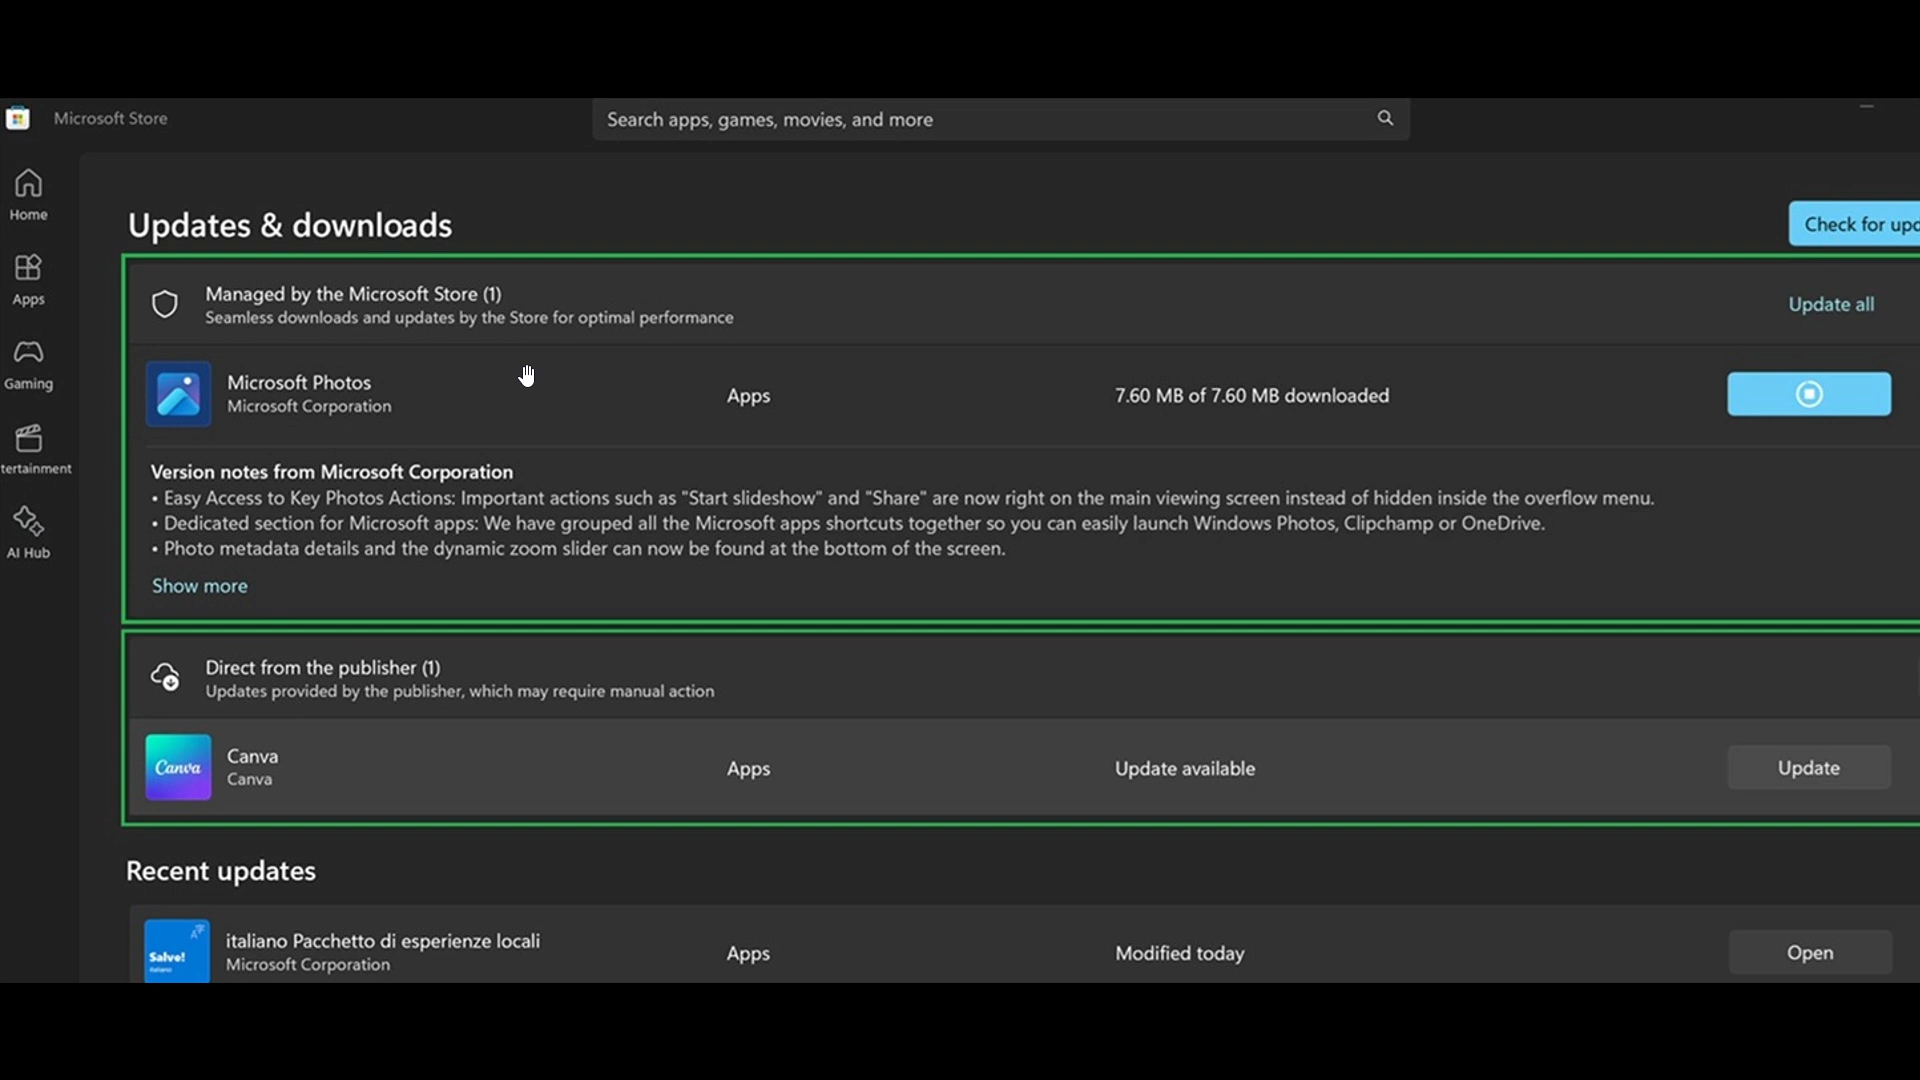 Microsoft Store
Search apps, games, movies, and more
Home
Apps
Gaming
tertainment
AI Hub
Updates & downloads
Check for upd
Managed by the Microsoft Store (1)
Seamless downloads and updates by the Store for optimal performance
Update all
Microsoft Photos
Microsoft Corporation
Apps
7.60 MB of 7.60 MB downloaded
Version notes from Microsoft Corporation
• Easy Access to Key Photos Actions: Important actions such as "Start slideshow" and "Share" are now right on the main viewing screen instead of hidden inside the overflow menu.
• Dedicated section for Microsoft apps: We have grouped all the Microsoft apps shortcuts together so you can easily launch Windows Photos, Clipchamp or OneDrive.
• Photo metadata details and the dynamic zoom slider can now be found at the bottom of the screen.
Show more
Direct from the publisher (1)
Updates provided by the publisher, which may require manual action
Canva
Canva
Canva
Apps
Update available
Update
Recent updates
Salve!
italiano
italiano Pacchetto di esperienze locali
Microsoft Corporation
Apps
Modified today
Open